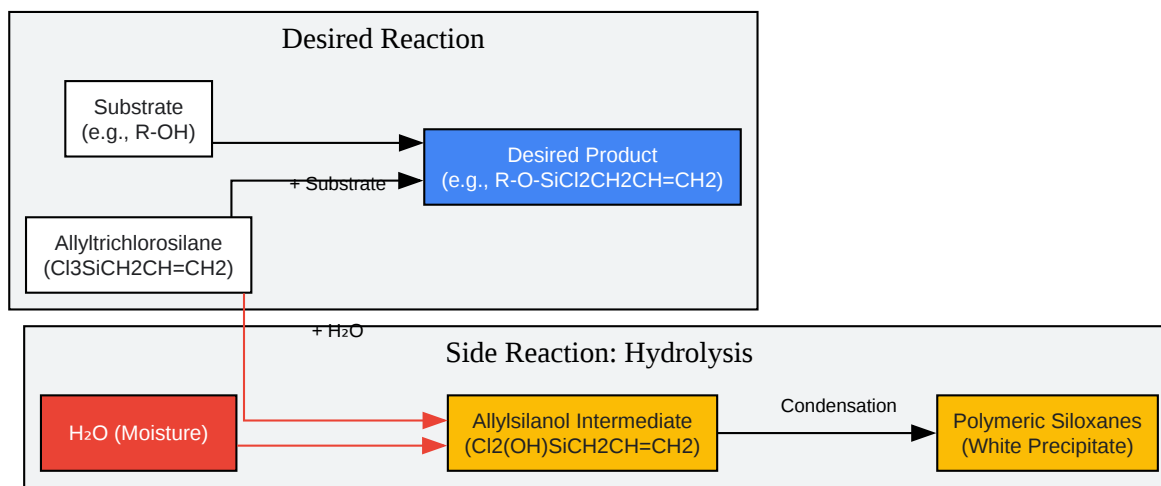 Desired Reaction
Substrate
(e.g., R-OH)
Desired Product
(e.g., R-O-SiCl2CH2CH=CH2)
+ Substrate
Allyltrichlorosilane
(Cl3SiCH2CH=CH2)
+ H₂O
Side Reaction: Hydrolysis
H₂O (Moisture)
Allylsilanol Intermediate
(Cl2(OH)SiCH2CH=CH2)
Condensation
Polymeric Siloxanes
(White Precipitate)